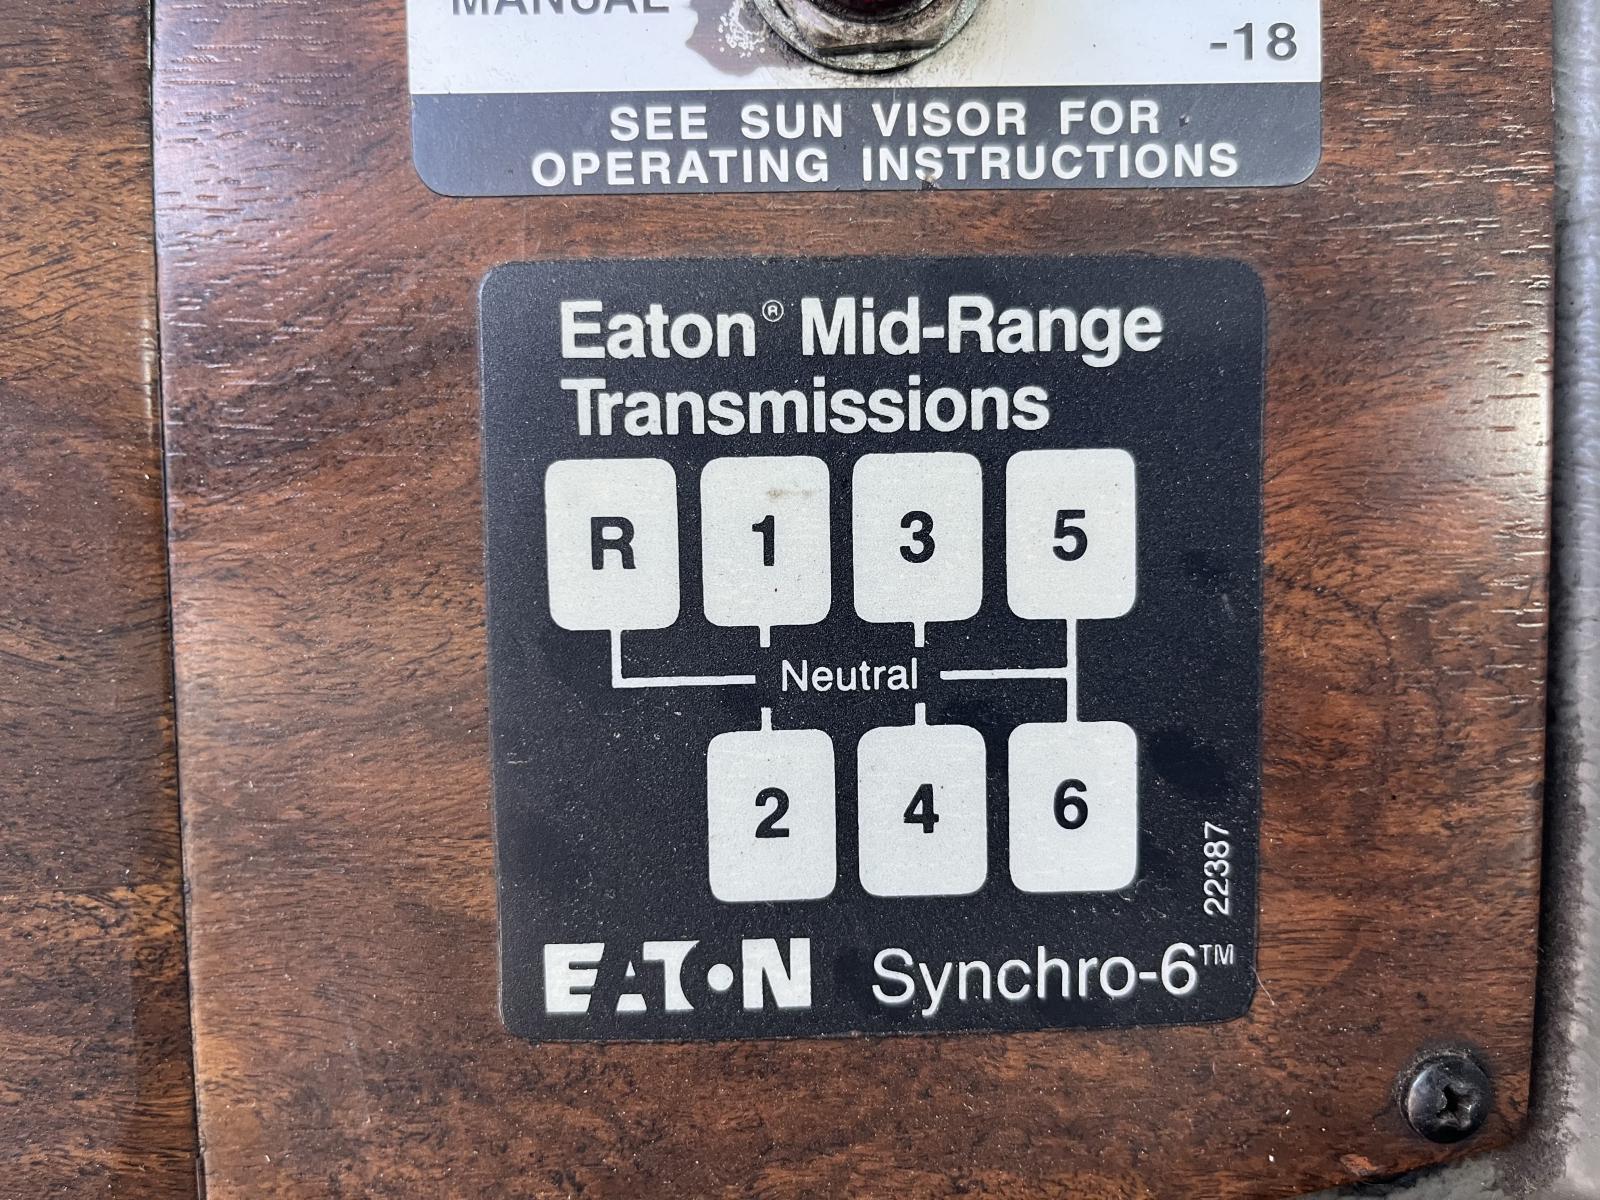 MANUAL
-18
SEE SUN VISOR FOR
OPERATING INSTRUCTIONS
Eaton® Mid-Range
Transmissions
R 1 3 5
Neutral
2 4 6
22387
EATON Synchro-6™